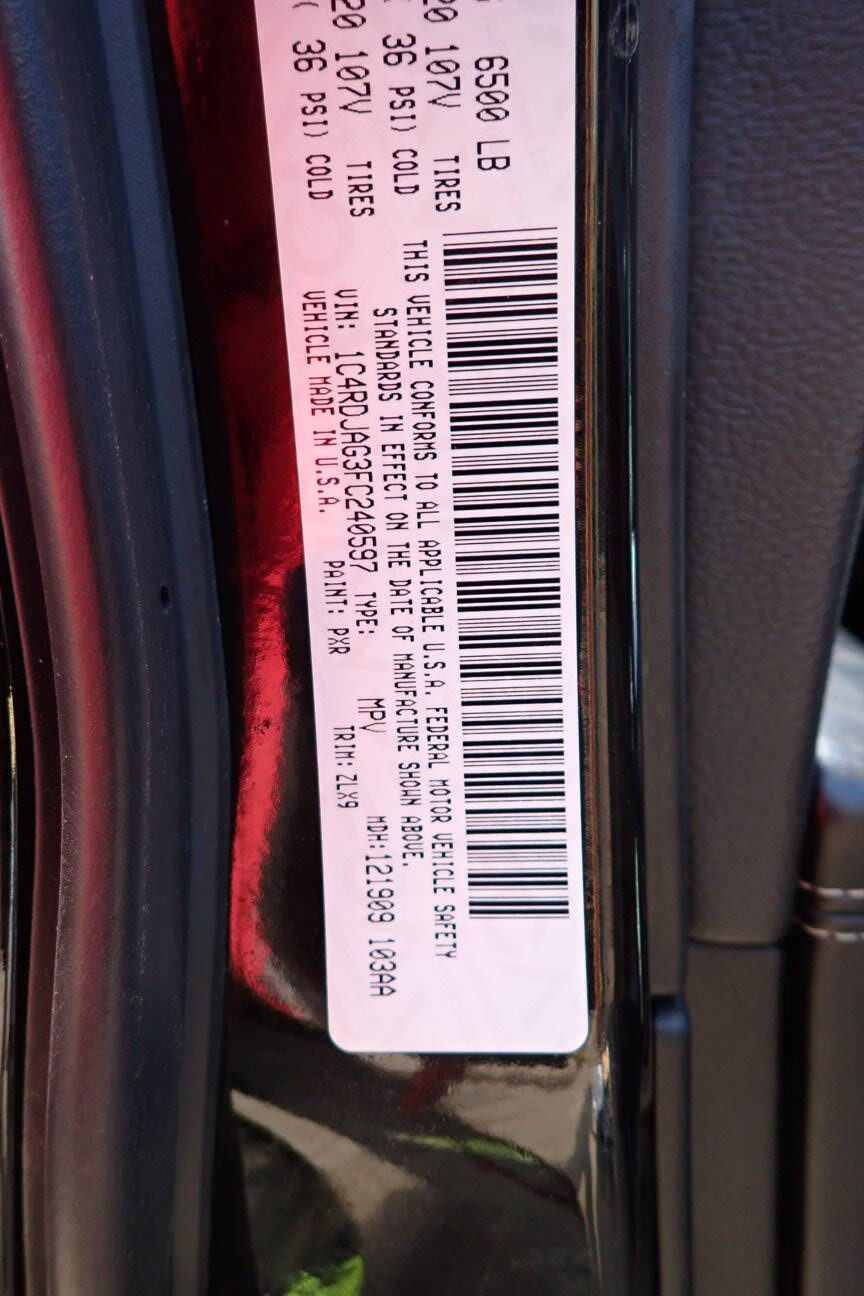 6500 LB
20 107V TIRES
36 PSI) COLD
20 107V TIRES
( 36 PSI) COLD
THIS VEHICLE CONFORMS TO ALL APPLICABLE U.S.A. FEDERAL MOTOR VEHICLE SAFETY
STANDARDS IN EFFECT ON THE DATE OF MANUFACTURE SHOWN ABOVE.
VIN: 1C4RDJAG3FC240597 TYPE: MPV MDH:121909 103AA
VEHICLE MADE IN U.S.A. PAINT: PXR TRIM: ZLX9